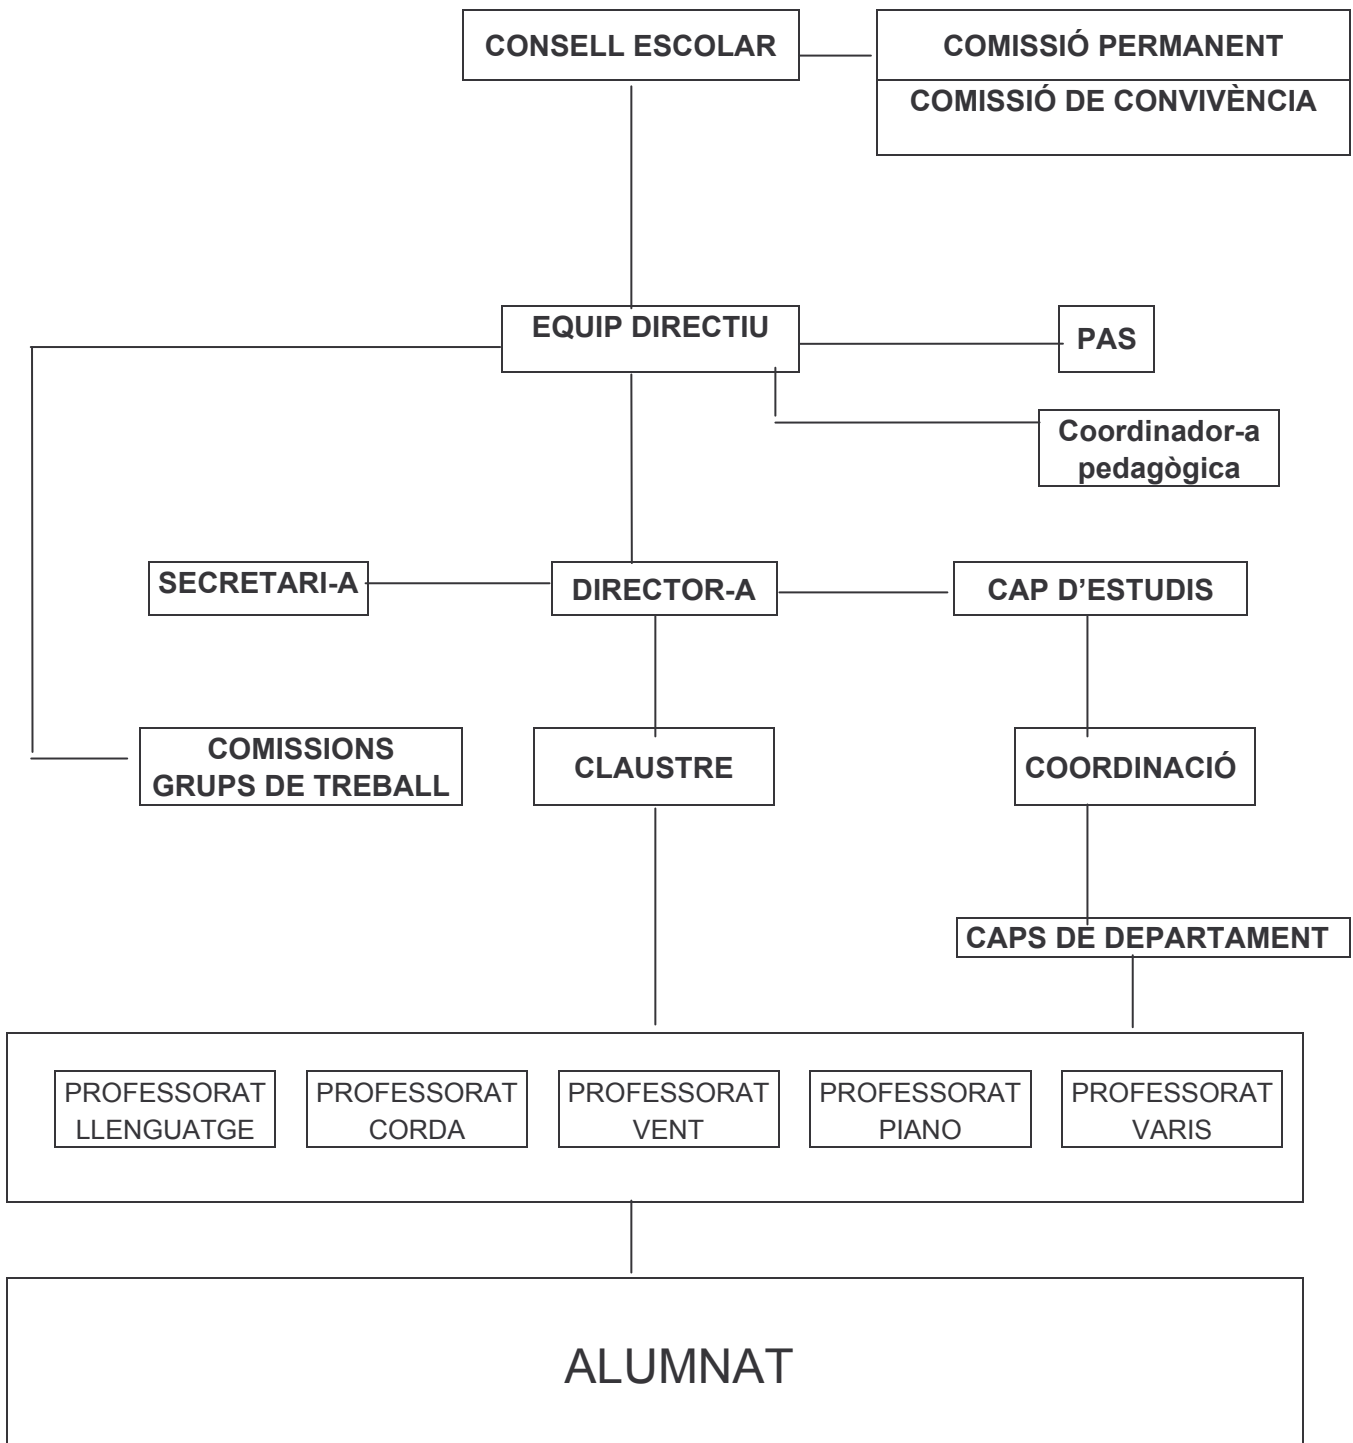 CONSELL ESCOLAR
COMISSIÓ PERMANENT
COMISSIÓ DE CONVIVÈNCIA
EQUIP DIRECTIU
PAS
Coordinador-a
pedagògica
SECRETARI-A
DIRECTOR-A
CAP D’ESTUDIS
COMISSIONS
GRUPS DE TREBALL
CLAUSTRE
COORDINACIÓ
CAPS DE DEPARTAMENT
PROFESSORAT
LLENGUATGE
PROFESSORAT
CORDA
PROFESSORAT
VENT
PROFESSORAT
PIANO
PROFESSORAT
VARIS
ALUMNAT